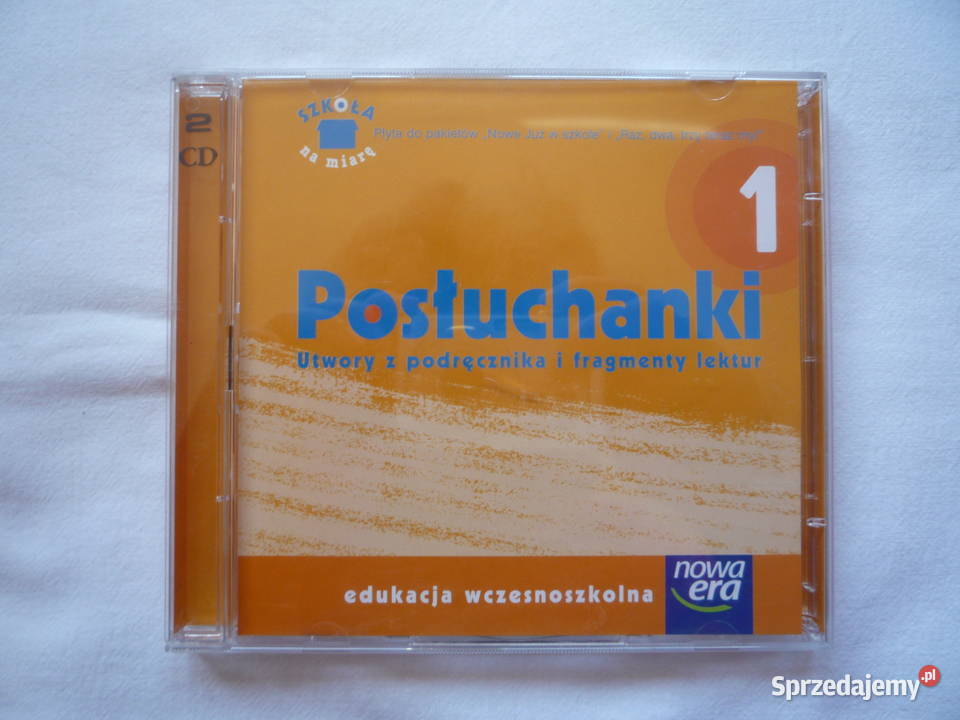 2
CD
SZKOŁA
na miarę
Płyta do pakietów „Nowe Już w szkole" i „Raz, dwa, trzy, teraz my!"
1
Posłuchanki
Utwory z podręcznika i fragmenty lektur
edukacja wczesnoszkolna
nowa
era
Sprzedajemy.pl